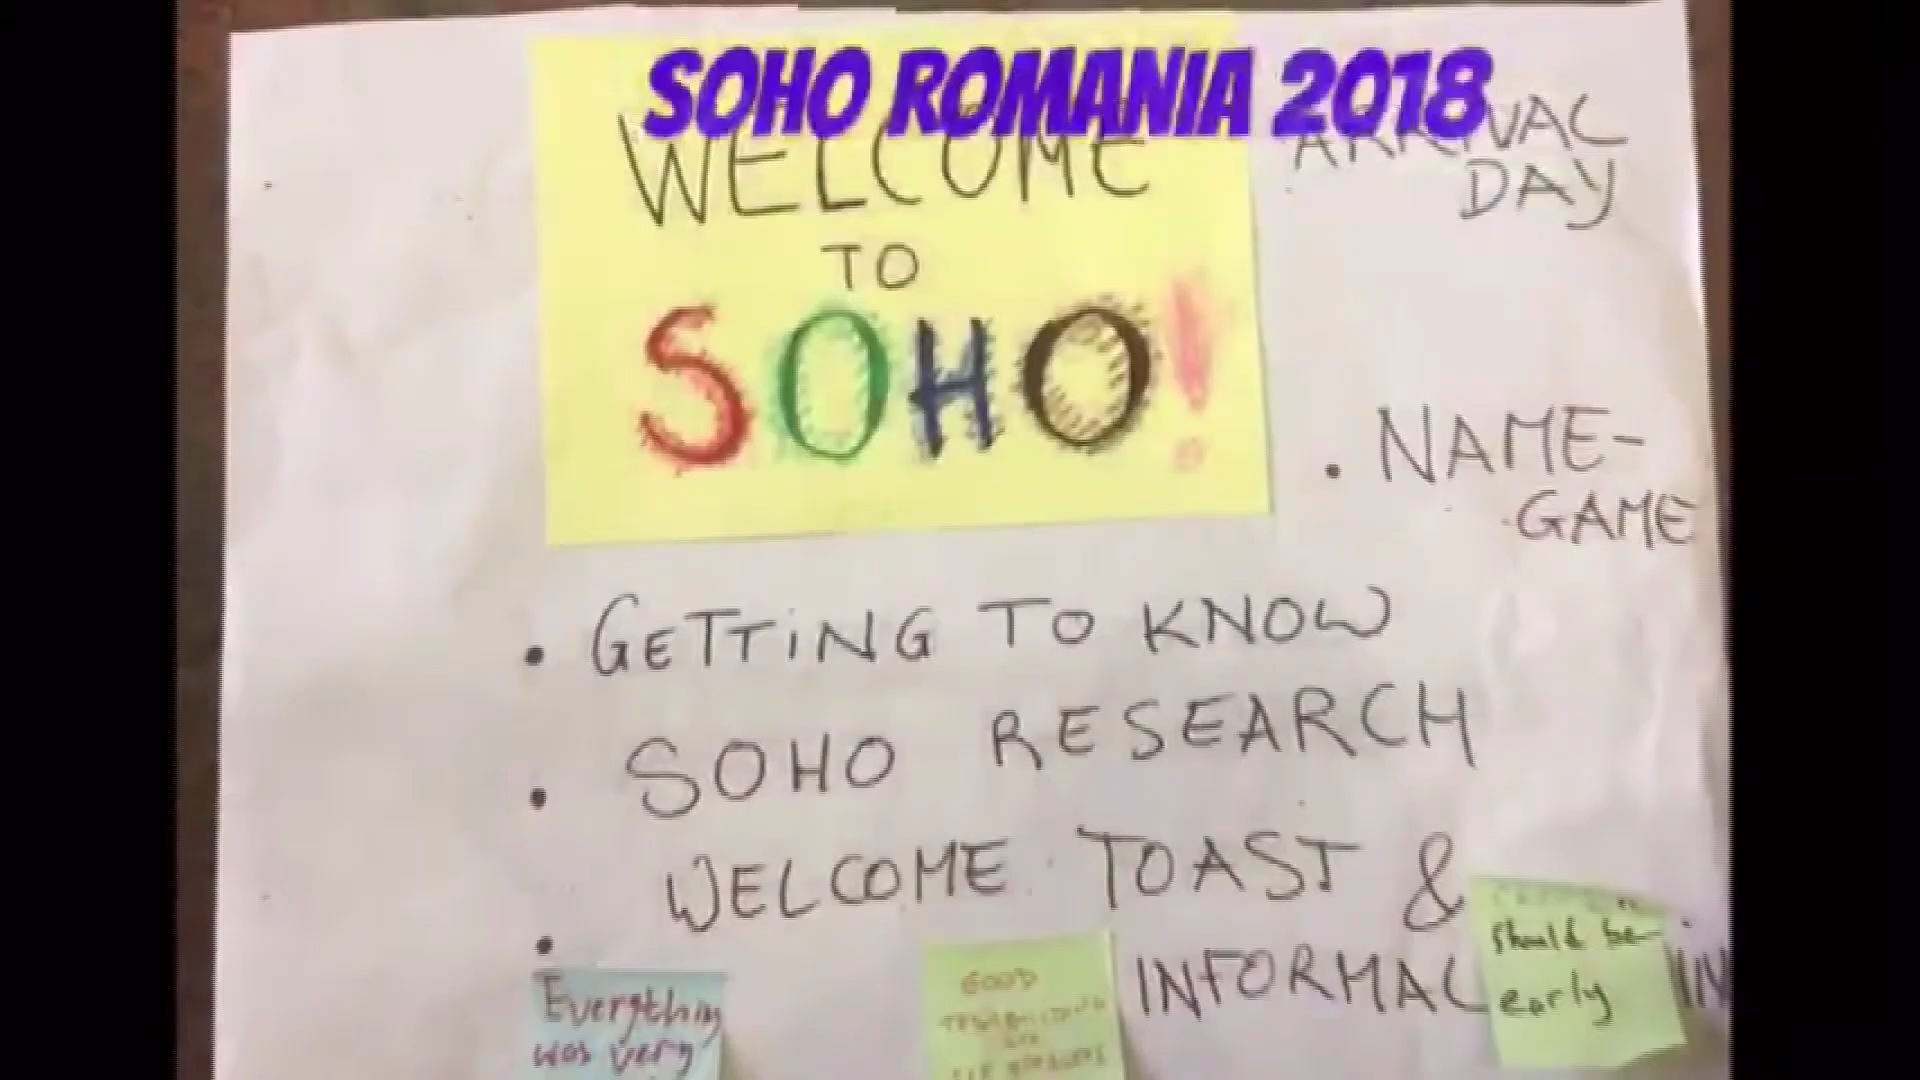 SOHO ROMANIA 2018
WELCOME
TO
SOHO!
ARRIVAL
DAY
• NAME-
GAME
• GETTiNG TO KNOW
• SOHO RESEARCH
WELCOME TOAST &
•
INFORMAL
should be
early
Everythin
was very
GOOD